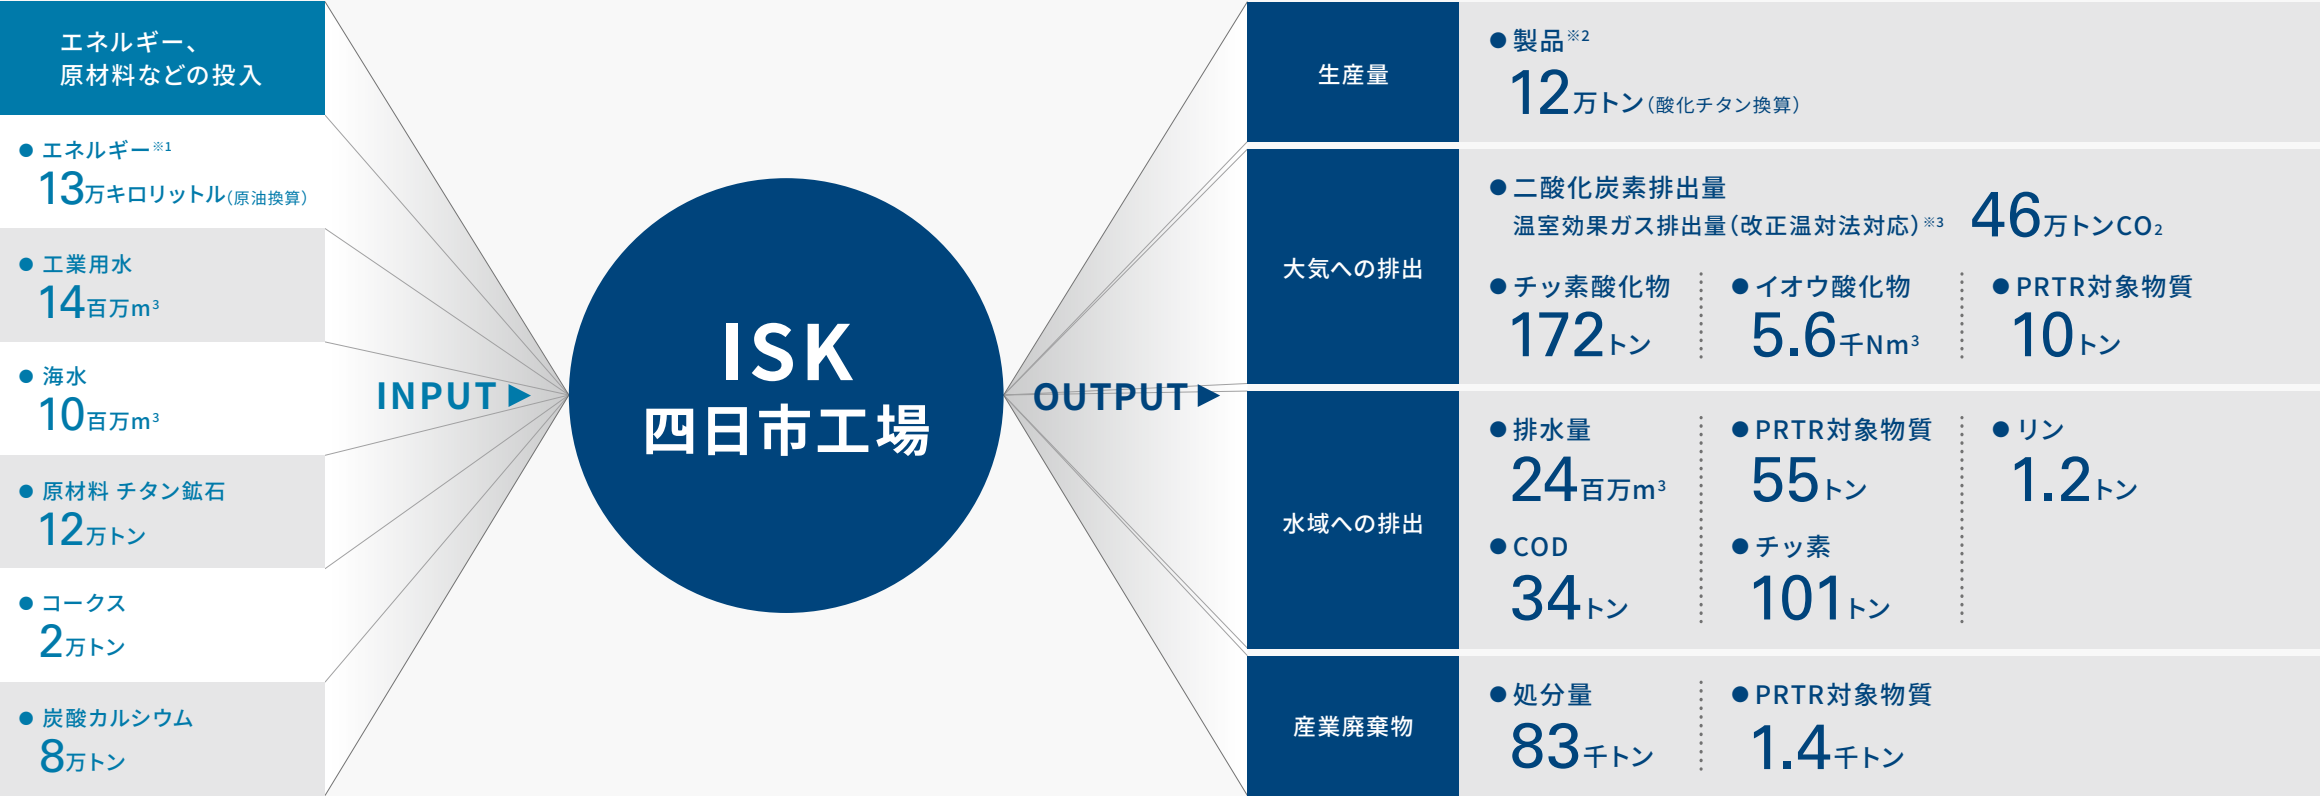 エネルギー、
原材料などの投入
● エネルギー※1
13万キロリットル(原油換算)
● 工業用水
14百万m³
● 海水
10百万m³
● 原材料 チタン鉱石
12万トン
● コークス
2万トン
● 炭酸カルシウム
8万トン
INPUT ▶
ISK
四日市工場
OUTPUT ▶
生産量
● 製品※2
12万トン(酸化チタン換算)
大気への排出
● 二酸化炭素排出量
温室効果ガス排出量(改正温対法対応)※3
46万トンCO₂
● チッ素酸化物
172トン
● イオウ酸化物
5.6千Nm³
● PRTR対象物質
10トン
水域への排出
● 排水量
24百万m³
● PRTR対象物質
55トン
● リン
1.2トン
● COD
34トン
● チッ素
101トン
産業廃棄物
● 処分量
83千トン
● PRTR対象物質
1.4千トン